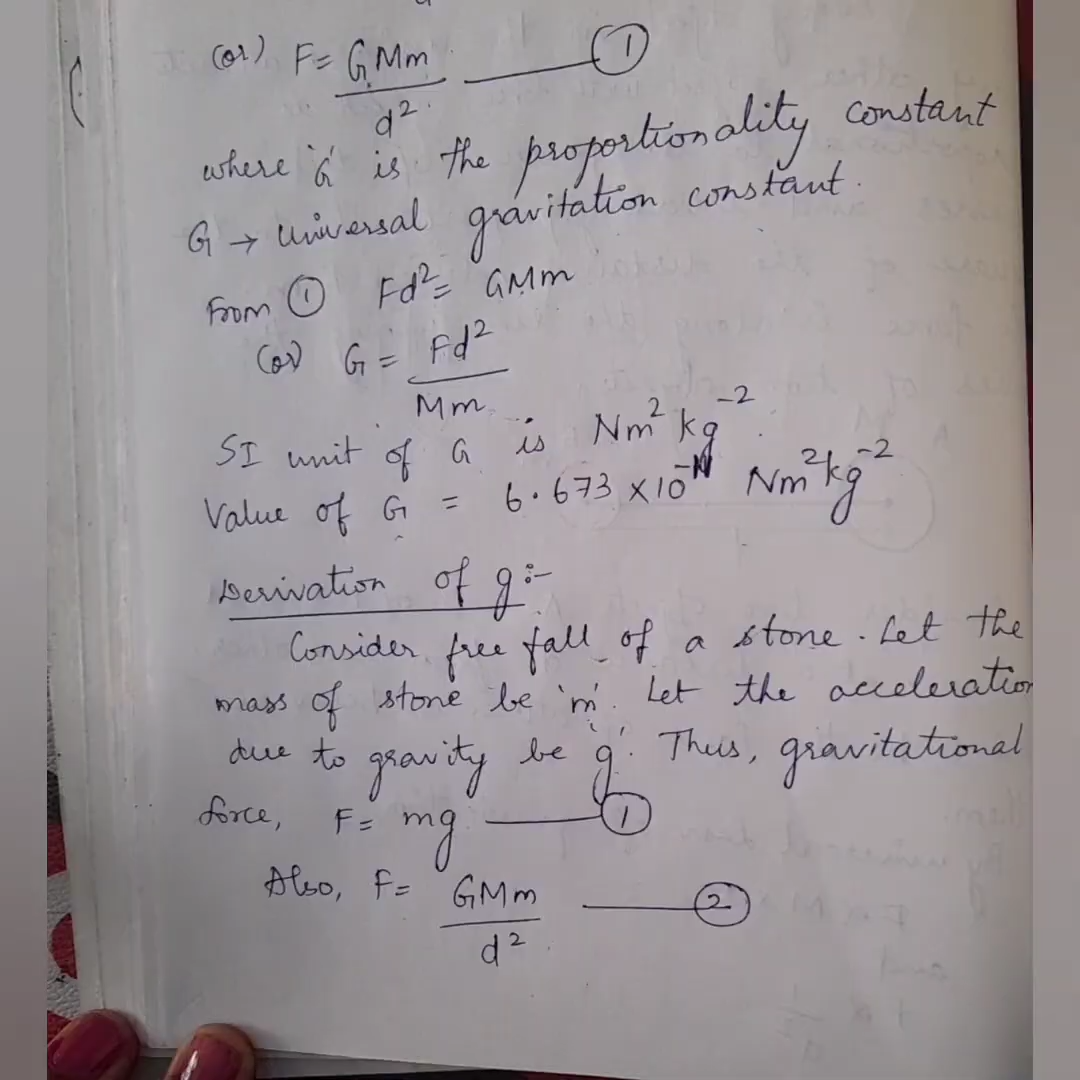 (or) F = GMm / d² ——— ①
where 'G' is the proportionality constant
G → Universal gravitation constant.
From ① Fd² = GMm
(or) G = Fd² / Mm
SI unit of G is Nm² kg⁻².
Value of G = 6.673 × 10⁻¹¹ Nm² kg⁻²
Derivation of g :-
Consider free fall of a stone. Let the
mass of stone be 'm'. Let the acceleration
due to gravity be 'g'. Thus, gravitational
force, F = mg ——— ①
Also, F = GMm / d² ——— ②